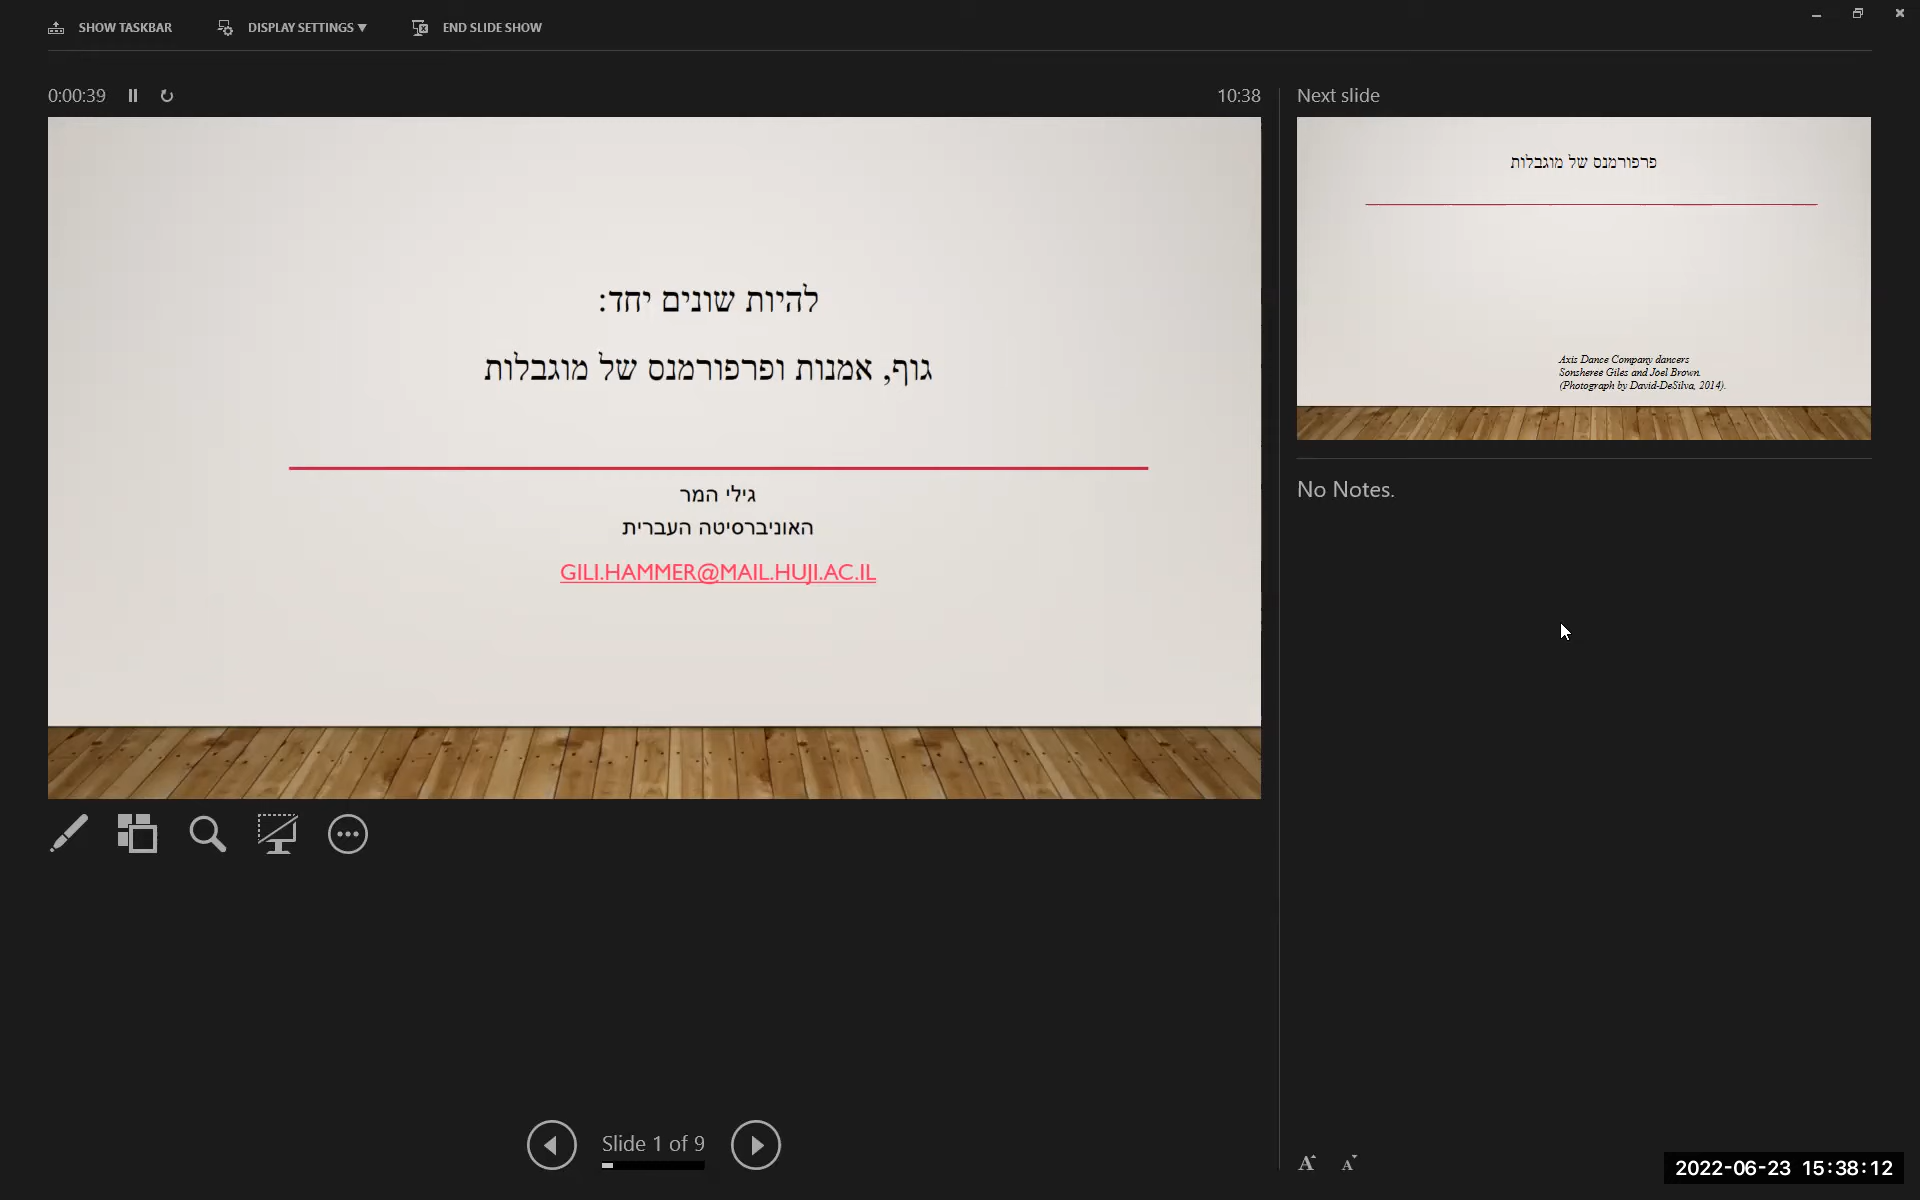 SHOW TASKBAR
DISPLAY SETTINGS ▼
END SLIDE SHOW
0:00:39
10:38
להיות שונים יחד:
גוף, אמנות ופרפורמנס של מוגבלות
גילי המר
האוניברסיטה העברית
GILI.HAMMER@MAIL.HUJI.AC.IL
Slide 1 of 9
Next slide
פרפורמנס של מוגבלות
Axis Dance Company dancers
Sonsheree Giles and Joel Brown.
(Photograph by David-DeSilva, 2014).
No Notes.
A A
2022-06-23 15:38:12